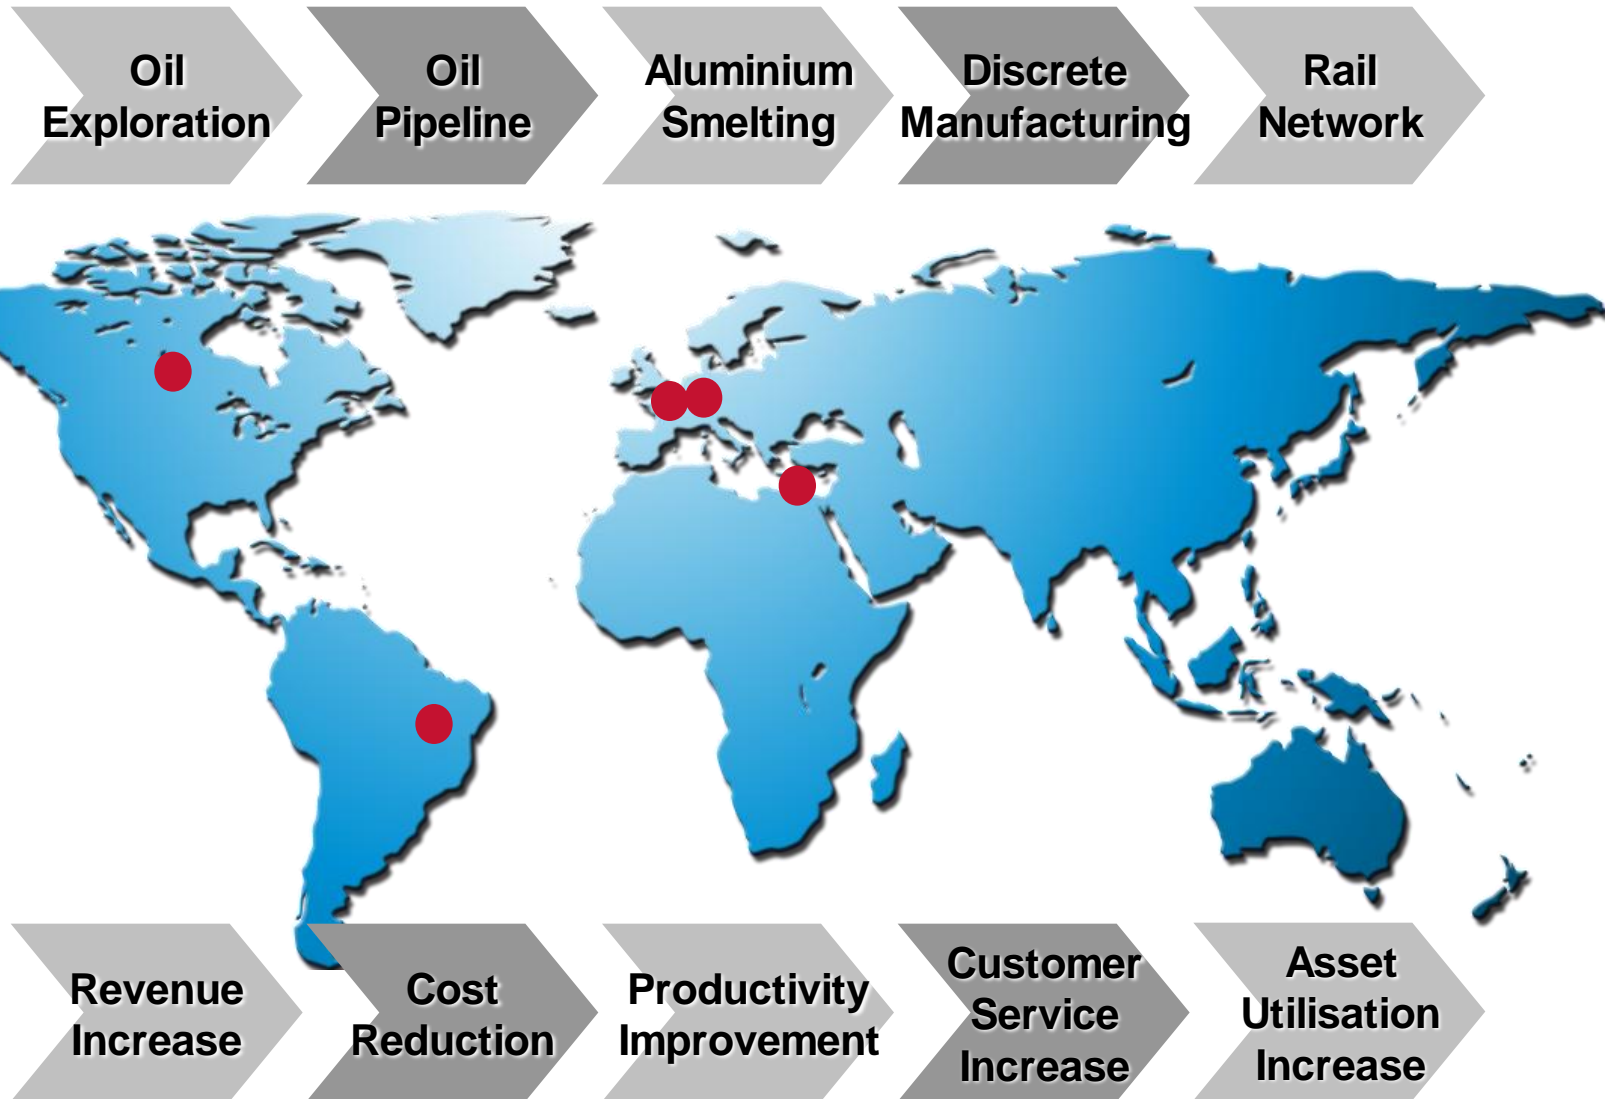 Oil
Exploration
Oil
Pipeline
Aluminium
Smelting
Discrete
Manufacturing
Rail
Network
Revenue
Increase
Cost
Reduction
Productivity
Improvement
Customer
Service
Increase
Asset
Utilisation
Increase